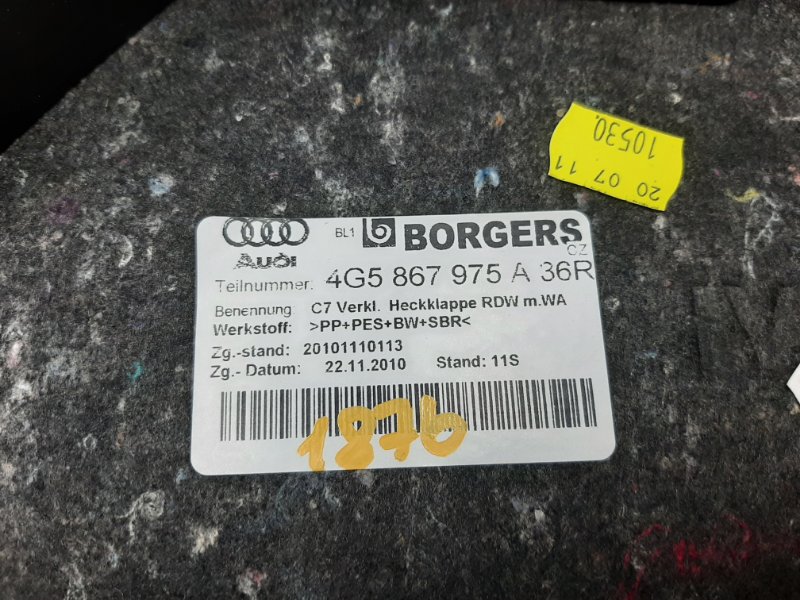 10530
20 07 11
Audi
BL1 BORGERS
CZ
Teilnummer: 4G5 867 975 A 36R
Benennung C7 Verkl. Heckklappe RDW m.WA
Werkstoff: >PP+PES+BW+SBR<
Zg.-stand: 20101110113
Zg.- Datum: 22.11.2010 Stand: 11S
1876